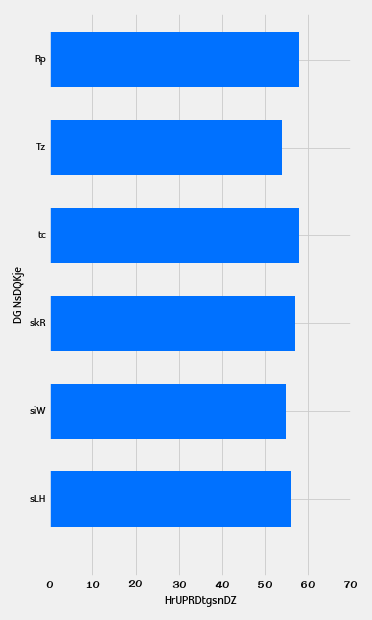 Rp
Tz
tc
skR
siW
sLH
DG NsDQKje
0 10 20 30 40 50 60 70
HrUPRDtgsnDZ